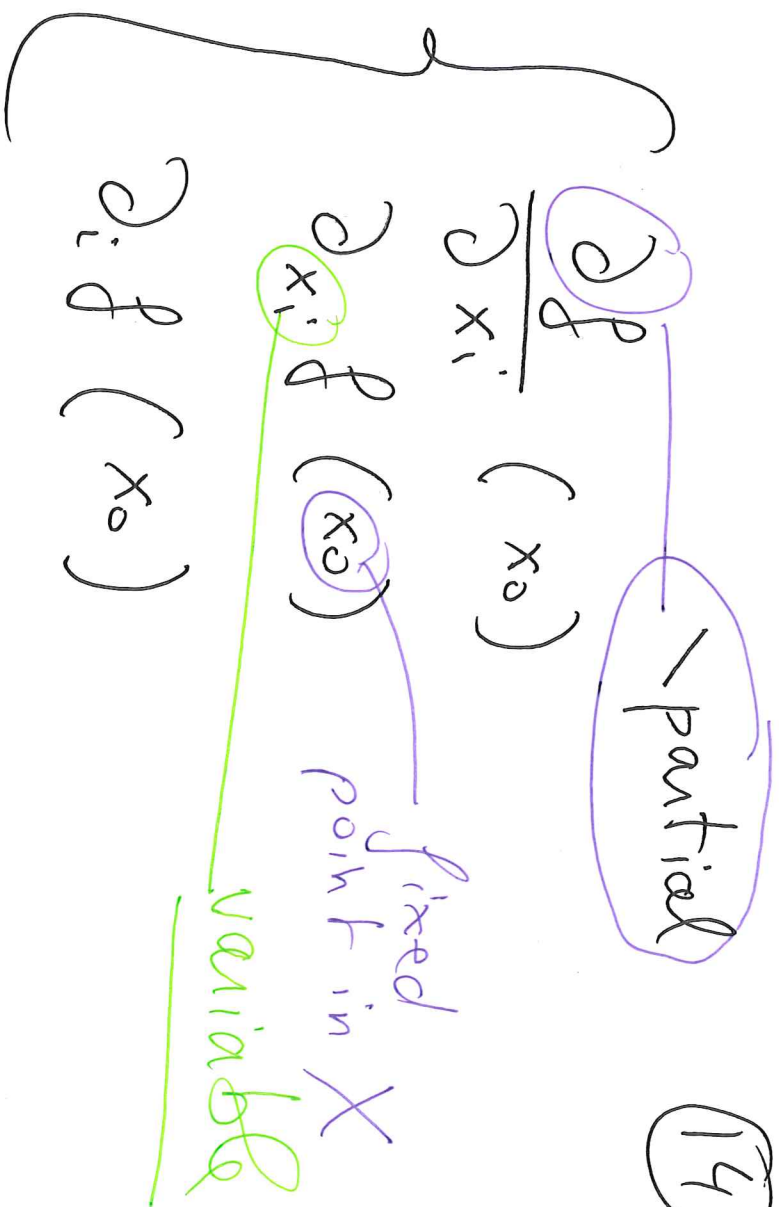 14
\partial
∂f
∂x_i
(x_0)
∂_{x_i} f (x_0)
fixed
point in X
variable
∂_i f (x_0)